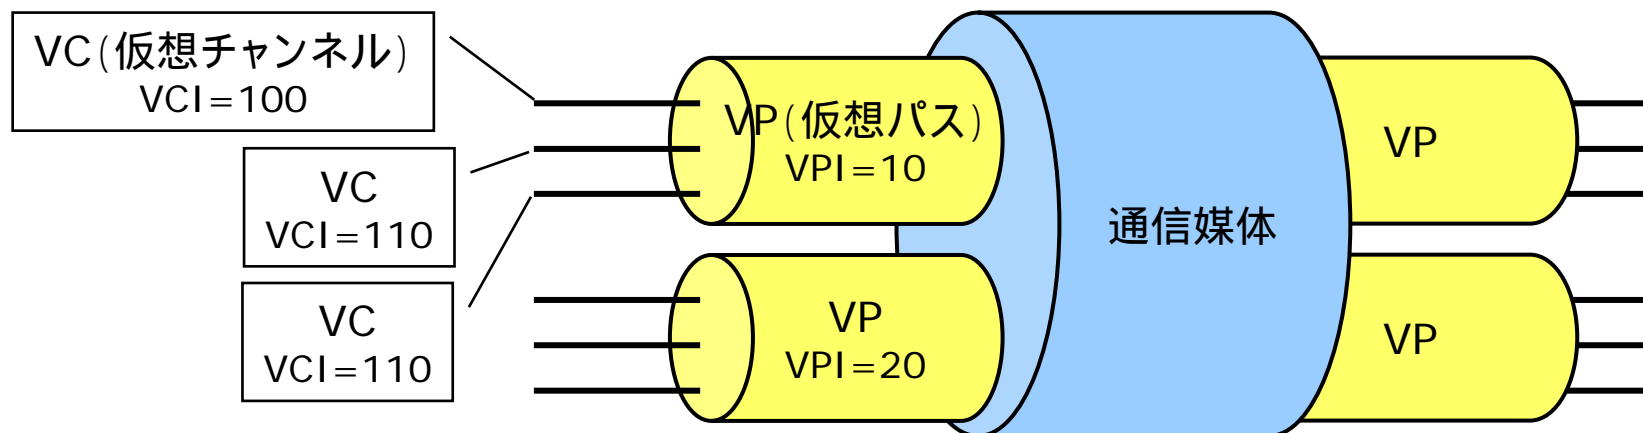 VC(仮想チャンネル)
VCI=100
VC
VCI=110
VC
VCI=110
VP(仮想パス)
VPI=10
VP
VPI=20
通信媒体
VP
VP